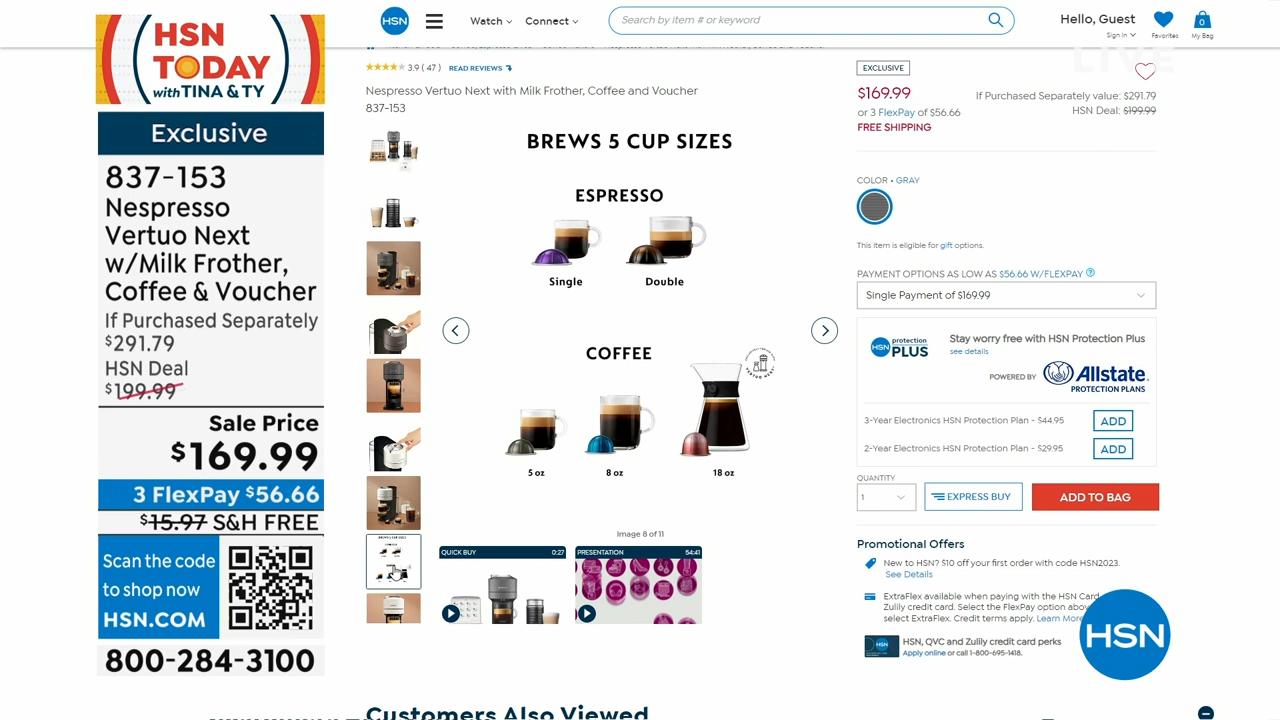 HSN
TODAY
with TINA & TY
Exclusive
837-153
Nespresso
Vertuo Next
w/Milk Frother,
Coffee & Voucher
If Purchased Separately
$291.79
HSN Deal
$199.99
Sale Price
$169.99
3 FlexPay $56.66
$15.97 S&H FREE
Scan the code
to shop now
HSN.COM
800-284-3100
HSN
Watch
Connect
Search by item # or keyword
Hello, Guest
Sign In
Favorites
0
My Bag
LIVE
3.9 ( 47 )
READ REVIEWS
Nespresso Vertuo Next with Milk Frother, Coffee and Voucher
837-153
BREWS 5 CUP SIZES
ESPRESSO
Single
Double
COFFEE
5 oz
8 oz
18 oz
Image 8 of 11
QUICK BUY
0:27
PRESENTATION
54:41
EXCLUSIVE
$169.99
If Purchased Separately value: $291.79
or 3 FlexPay of $56.66
HSN Deal: $199.99
FREE SHIPPING
COLOR • GRAY
This item is eligible for gift options.
PAYMENT OPTIONS AS LOW AS $56.66 W/FLEXPAY
Single Payment of $169.99
HSN protection PLUS
Stay worry free with HSN Protection Plus
see details
POWERED BY
Allstate.
PROTECTION PLANS
3-Year Electronics HSN Protection Plan - $44.95
ADD
2-Year Electronics HSN Protection Plan - $29.95
ADD
QUANTITY
1
EXPRESS BUY
ADD TO BAG
Promotional Offers
New to HSN? $10 off your first order with code HSN2023.
See Details
ExtraFlex available when paying with the HSN Card
Zulily credit card. Select the FlexPay option abov
select ExtraFlex. Credit terms apply. Learn More
HSN, QVC and Zulily credit card perks
Apply online or call 1-800-695-1418.
HSN
Customers Also Viewed